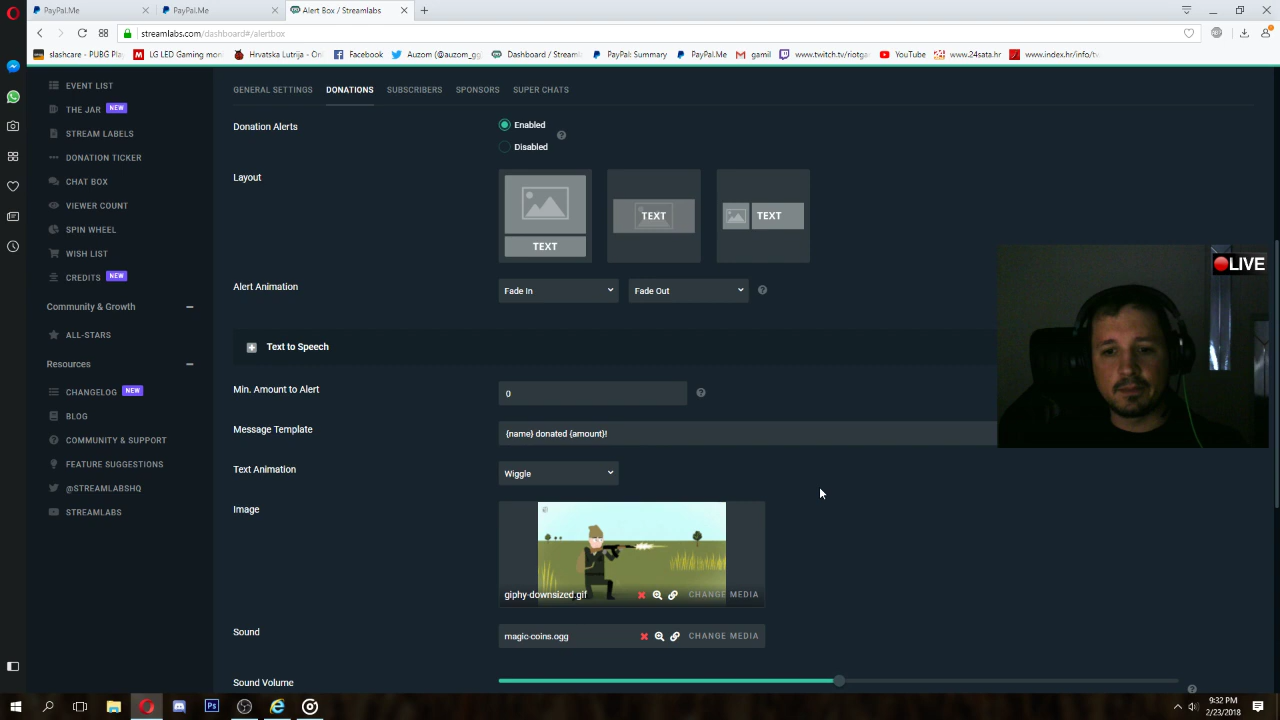 PayPal.Me
PayPal.Me
Alert Box / Streamlabs
streamlabs.com/dashboard#/alertbox
slashcare - PUBG Pla
LG LED Gaming mon
Hrvatska Lutrija - On
Facebook
Auzom (@auzom_gg
Dashboard / Streaml
PayPal: Summary
PayPal.Me
gamil
www.twitch.tv/riotga
YouTube
www.24sata.hr
www.index.hr/info/tv
EVENT LIST
THE JAR NEW
STREAM LABELS
DONATION TICKER
CHAT BOX
VIEWER COUNT
SPIN WHEEL
WISH LIST
CREDITS NEW
Community & Growth
ALL-STARS
Resources
CHANGELOG NEW
BLOG
COMMUNITY & SUPPORT
FEATURE SUGGESTIONS
@STREAMLABSHQ
STREAMLABS
GENERAL SETTINGS
DONATIONS
SUBSCRIBERS
SPONSORS
SUPER CHATS
Donation Alerts
Enabled
Disabled
Layout
TEXT
TEXT
TEXT
Alert Animation
Fade In
Fade Out
Text to Speech
Min. Amount to Alert
0
Message Template
{name} donated {amount}!
Text Animation
Wiggle
Image
giphy-downsized.gif
CHANGE MEDIA
Sound
magic-coins.ogg
CHANGE MEDIA
Sound Volume
LIVE
Ps
9:32 PM
2/23/2018